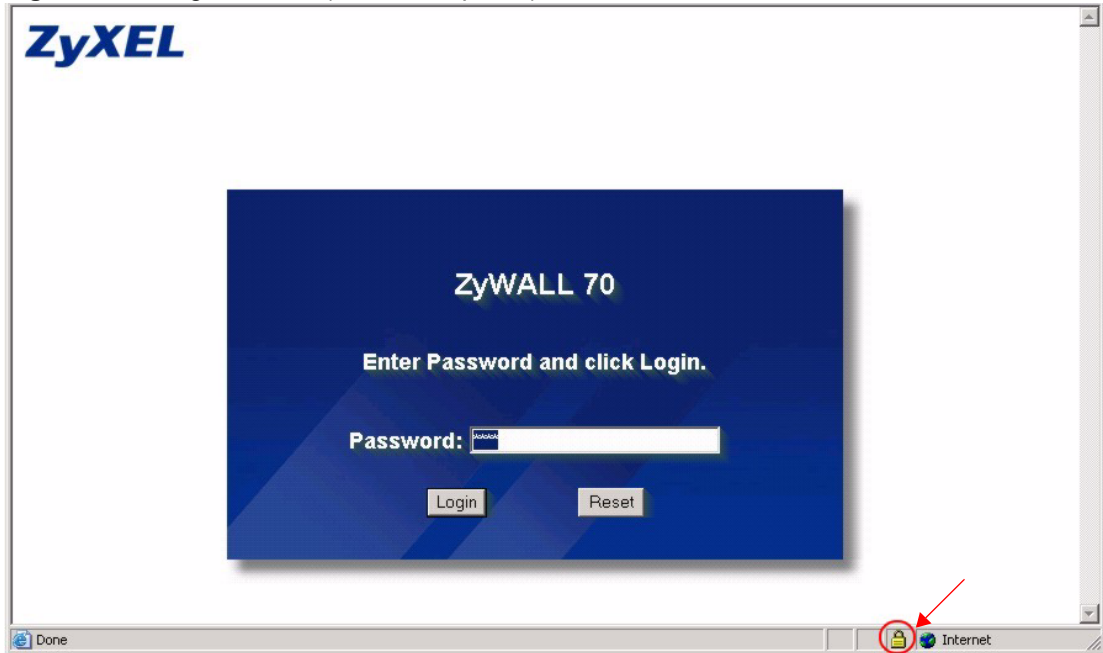 ZyXEL
ZyWALL 70
Enter Password and click Login.
Password:
Login Reset
Done Internet